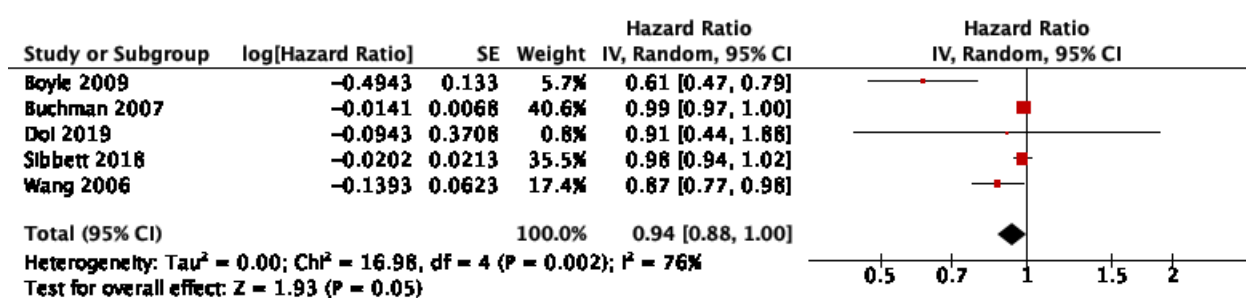 Hazard Ratio Hazard Ratio
Study or Subgroup log[Hazard Ratio] SE Weight IV, Random, 95% CI IV, Random, 95% CI
Boyle 2009 −0.4943 0.133 5.7% 0.61 [0.47, 0.79]
Buchman 2007 −0.0141 0.0068 40.6% 0.99 [0.97, 1.00]
Doi 2019 −0.0943 0.3708 0.8% 0.91 [0.44, 1.88]
Sibbett 2018 −0.0202 0.0213 35.5% 0.98 [0.94, 1.02]
Wang 2006 −0.1393 0.0623 17.4% 0.87 [0.77, 0.98]
Total (95% CI) 100.0% 0.94 [0.88, 1.00]
Heterogeneity: Tau² = 0.00; Chi² = 16.98, df = 4 (P = 0.002); I² = 76%
Test for overall effect: Z = 1.93 (P = 0.05)
0.5 0.7 1 1.5 2